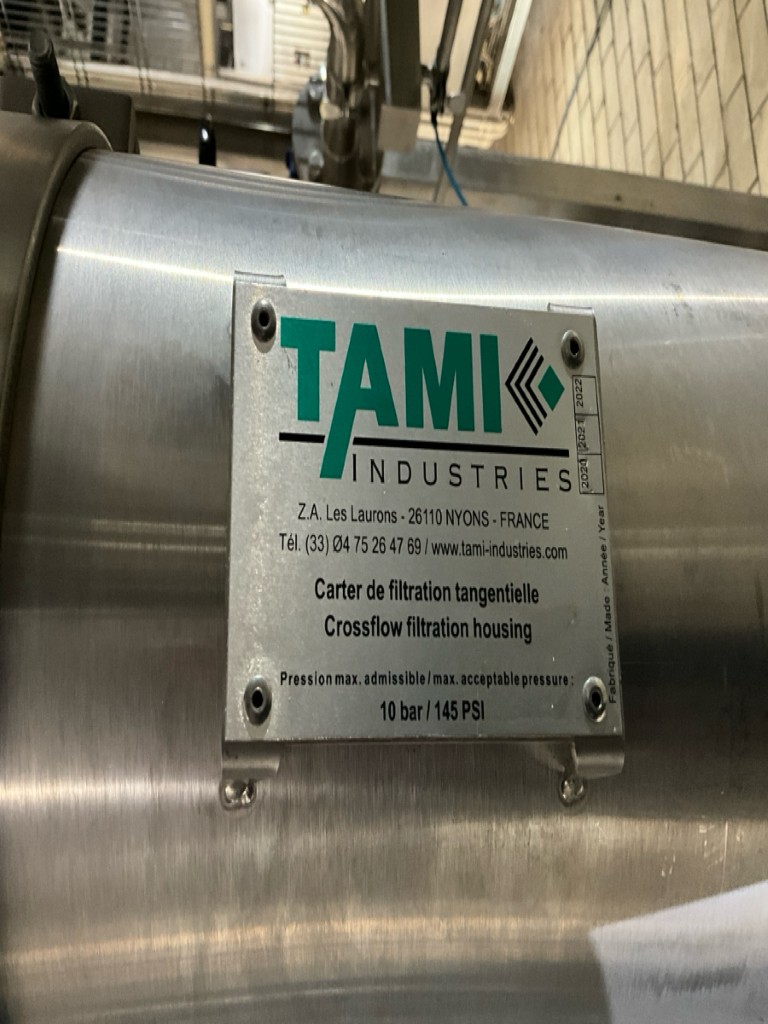 TAMI
INDUSTRIES
Z.A. Les Laurons - 26110 NYONS - FRANCE
Tél. (33) Ø4 75 26 47 69 / www.tami-industries.com
Carter de filtration tangentielle
Crossflow filtration housing
Pression max. admissible / max. acceptable pressure :
10 bar / 145 PSI
Fabriqué / Made : Année / Year
2020 2021 2022